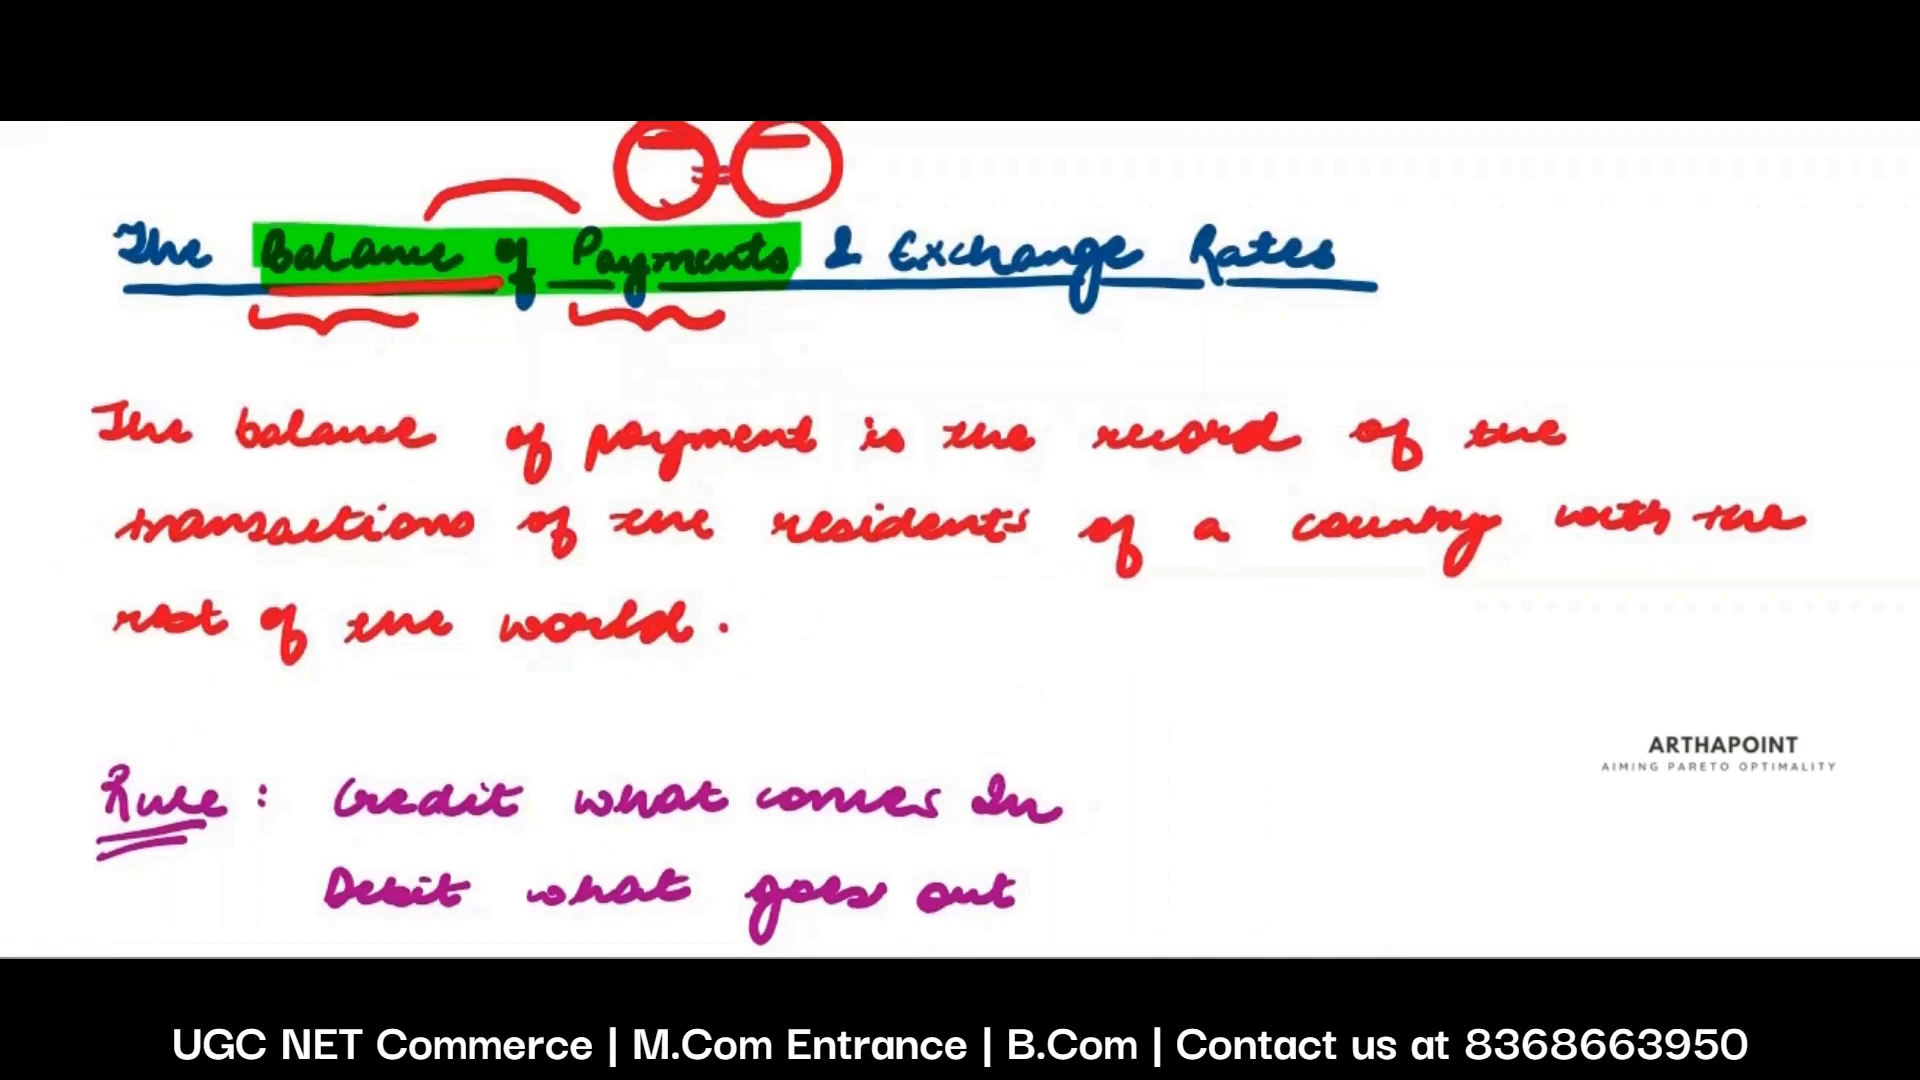 The Balance of Payments & Exchange Rates
The balance of payment is the record of the
transactions of the residents of a country with the
rest of the world.
ARTHAPOINT
AIMING PARETO OPTIMALITY
Rule : Credit what comes In
Debit what goes out
UGC NET Commerce | M.Com Entrance | B.Com | Contact us at 8368663950